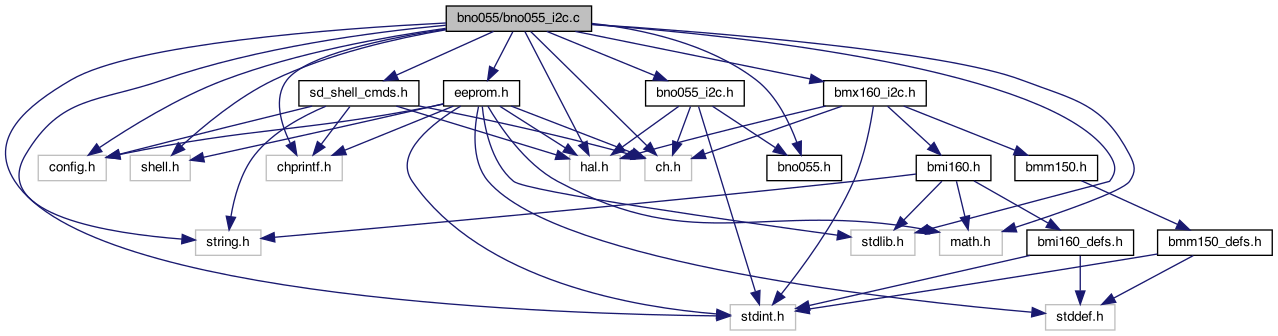 bno055/bno055_i2c.c
sd_shell_cmds.h
eeprom.h
bno055_i2c.h
bmx160_i2c.h
config.h
shell.h
chprintf.h
hal.h
ch.h
bno055.h
bmi160.h
bmm150.h
string.h
stdlib.h
math.h
bmi160_defs.h
bmm150_defs.h
stdint.h
stddef.h